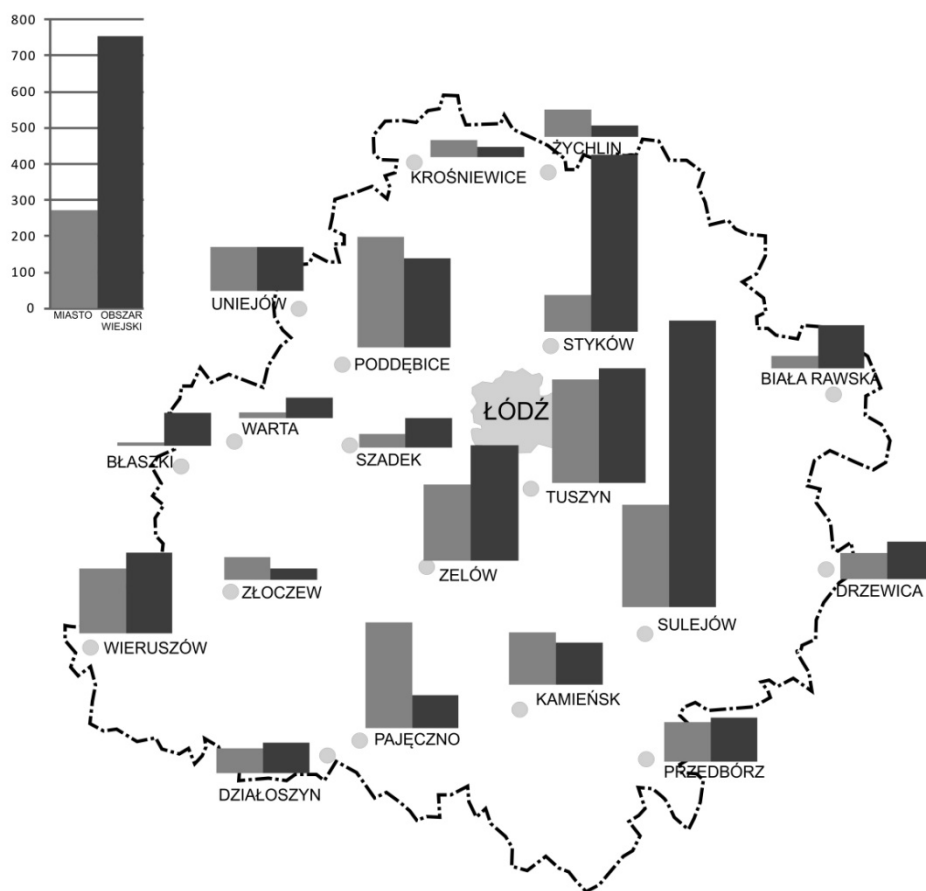 800
700
600
500
400
300
200
100
0
MIASTO
OBSZAR
WIEJSKI
ŻYCHLIN
KROŚNIEWICE
UNIEJÓW
PODDĘBICE
STYKÓW
BIAŁA RAWSKA
ŁÓDŹ
WARTA
BŁASZKI
SZADEK
TUSZYN
ZELÓW
ZŁOCZEW
DRZEWICA
SULEJÓW
WIERUSZÓW
KAMIEŃSK
PAJĘCZNO
PRZEDBÓRZ
DZIAŁOSZYN